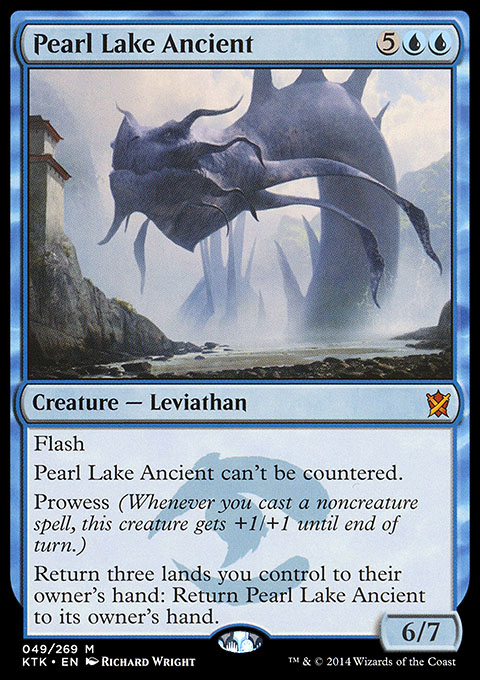 Pearl Lake Ancient 5
Creature — Leviathan
Flash
Pearl Lake Ancient can't be countered.
Prowess (Whenever you cast a noncreature
spell, this creature gets +1/+1 until end of
turn.)
Return three lands you control to their
owner's hand: Return Pearl Lake Ancient
to its owner's hand.
6/7
049/269 M
KTK • EN Richard Wright
™ & © 2014 Wizards of the Coast